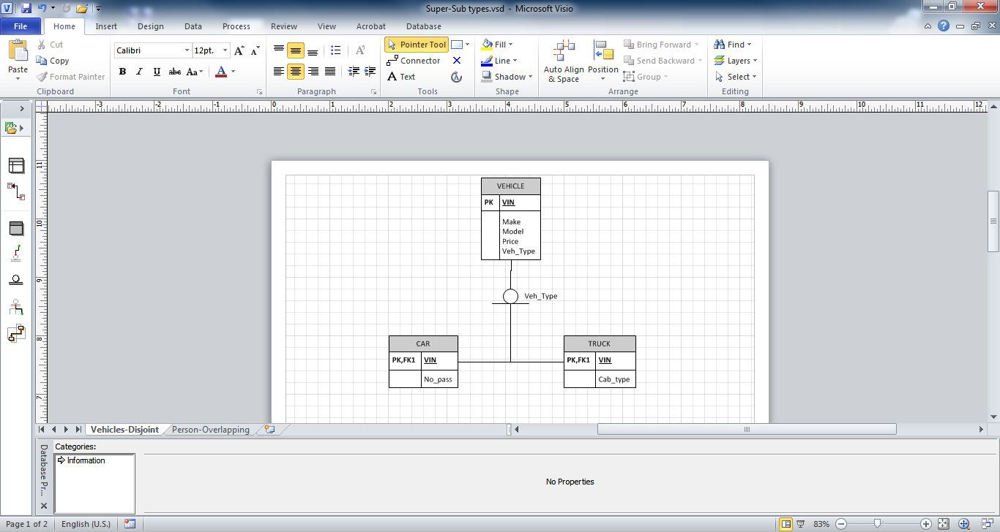 Super-Sub types.vsd - Microsoft Visio
File Home Insert Design Data Process Review View Acrobat Database
Paste
Cut
Copy
Format Painter
Clipboard
Calibri 12pt. A A
B I U abc Aa A
Font
Paragraph
Pointer Tool
Connector
A Text
Tools
Fill
Line
Shadow
Shape
Auto Align
& Space
Position
Bring Forward
Send Backward
Group
Arrange
Find
Layers
Select
Editing
-3 -2 -1 0 1 2 3 4 5 6 7 8 9 10 11 12
11
10
9
8
7
VEHICLE
PK VIN
Make
Model
Price
Veh_Type
Veh_Type
CAR
PK,FK1 VIN
No_pass
TRUCK
PK,FK1 VIN
Cab_type
Vehicles-Disjoint Person-Overlapping
Database Pr...
Categories:
Information
No Properties
Page 1 of 2 English (U.S.) 83%